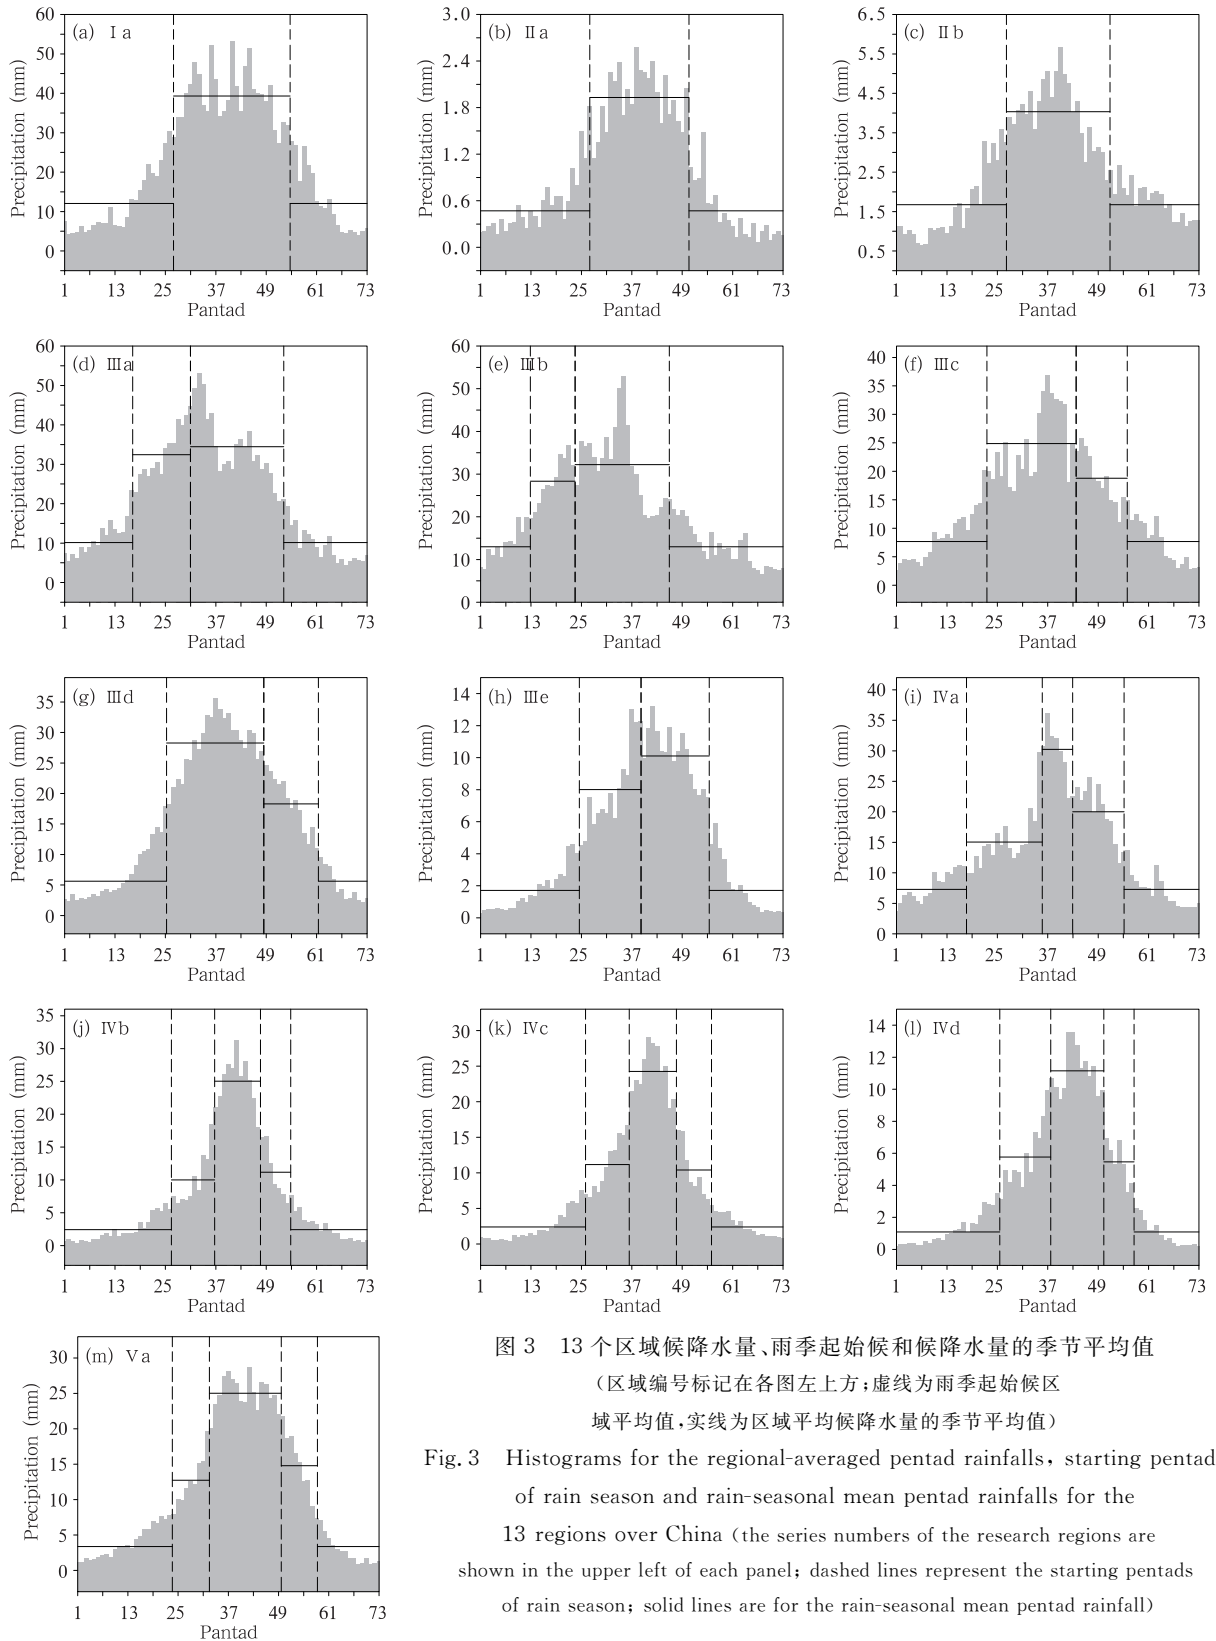 (a) Ⅰa
Precipitation (mm)
60
50
40
30
20
10
0
1 13 25 37 49 61 73
Pantad
(b) Ⅱa
Precipitation (mm)
3.0
2.4
1.8
1.2
0.6
0.0
1 13 25 37 49 61 73
Pantad
(c) Ⅱb
Precipitation (mm)
6.5
5.5
4.5
3.5
2.5
1.5
0.5
1 13 25 37 49 61 73
Pantad
(d) Ⅲa
Precipitation (mm)
60
50
40
30
20
10
0
1 13 25 37 49 61 73
Pantad
(e) Ⅲb
Precipitation (mm)
60
50
40
30
20
10
0
1 13 25 37 49 61 73
Pantad
(f) Ⅲc
Precipitation (mm)
40
35
30
25
20
15
10
5
0
1 13 25 37 49 61 73
Pantad
(g) Ⅲd
Precipitation (mm)
35
30
25
20
15
10
5
0
1 13 25 37 49 61 73
Pantad
(h) Ⅲe
Precipitation (mm)
14
12
10
8
6
4
2
0
1 13 25 37 49 61 73
Pantad
(i) Ⅳa
Precipitation (mm)
40
35
30
25
20
15
10
5
0
1 13 25 37 49 61 73
Pantad
(j) Ⅳb
Precipitation (mm)
35
30
25
20
15
10
5
0
1 13 25 37 49 61 73
Pantad
(k) Ⅳc
Precipitation (mm)
30
25
20
15
10
5
0
1 13 25 37 49 61 73
Pantad
(l) Ⅳd
Precipitation (mm)
14
12
10
8
6
4
2
0
1 13 25 37 49 61 73
Pantad
(m) Ⅴa
Precipitation (mm)
30
25
20
15
10
5
0
1 13 25 37 49 61 73
Pantad
图 3 13 个区域候降水量、雨季起始候和候降水量的季节平均值
（区域编号标记在各图左上方；虚线为雨季起始候区
域平均值，实线为区域平均候降水量的季节平均值）
Fig. 3 Histograms for the regional-averaged pentad rainfalls, starting pentad
of rain season and rain-seasonal mean pentad rainfalls for the
13 regions over China (the series numbers of the research regions are
shown in the upper left of each panel; dashed lines represent the starting pentads
of rain season; solid lines are for the rain-seasonal mean pentad rainfall)